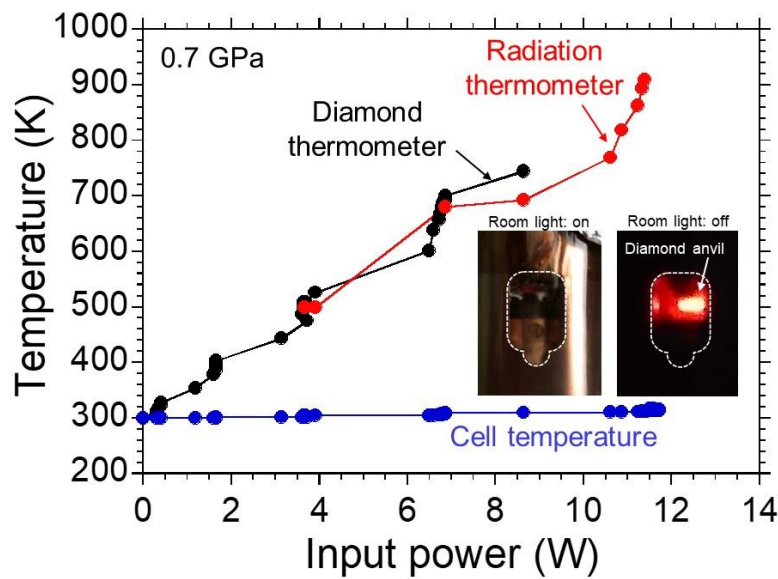 1000
900
800
700
600
500
400
300
200
Temperature (K)
0.7 GPa
Radiation
thermometer
Diamond
thermometer
Room light: on
Room light: off
Diamond anvil
Cell temperature
0 2 4 6 8 10 12 14
Input power (W)